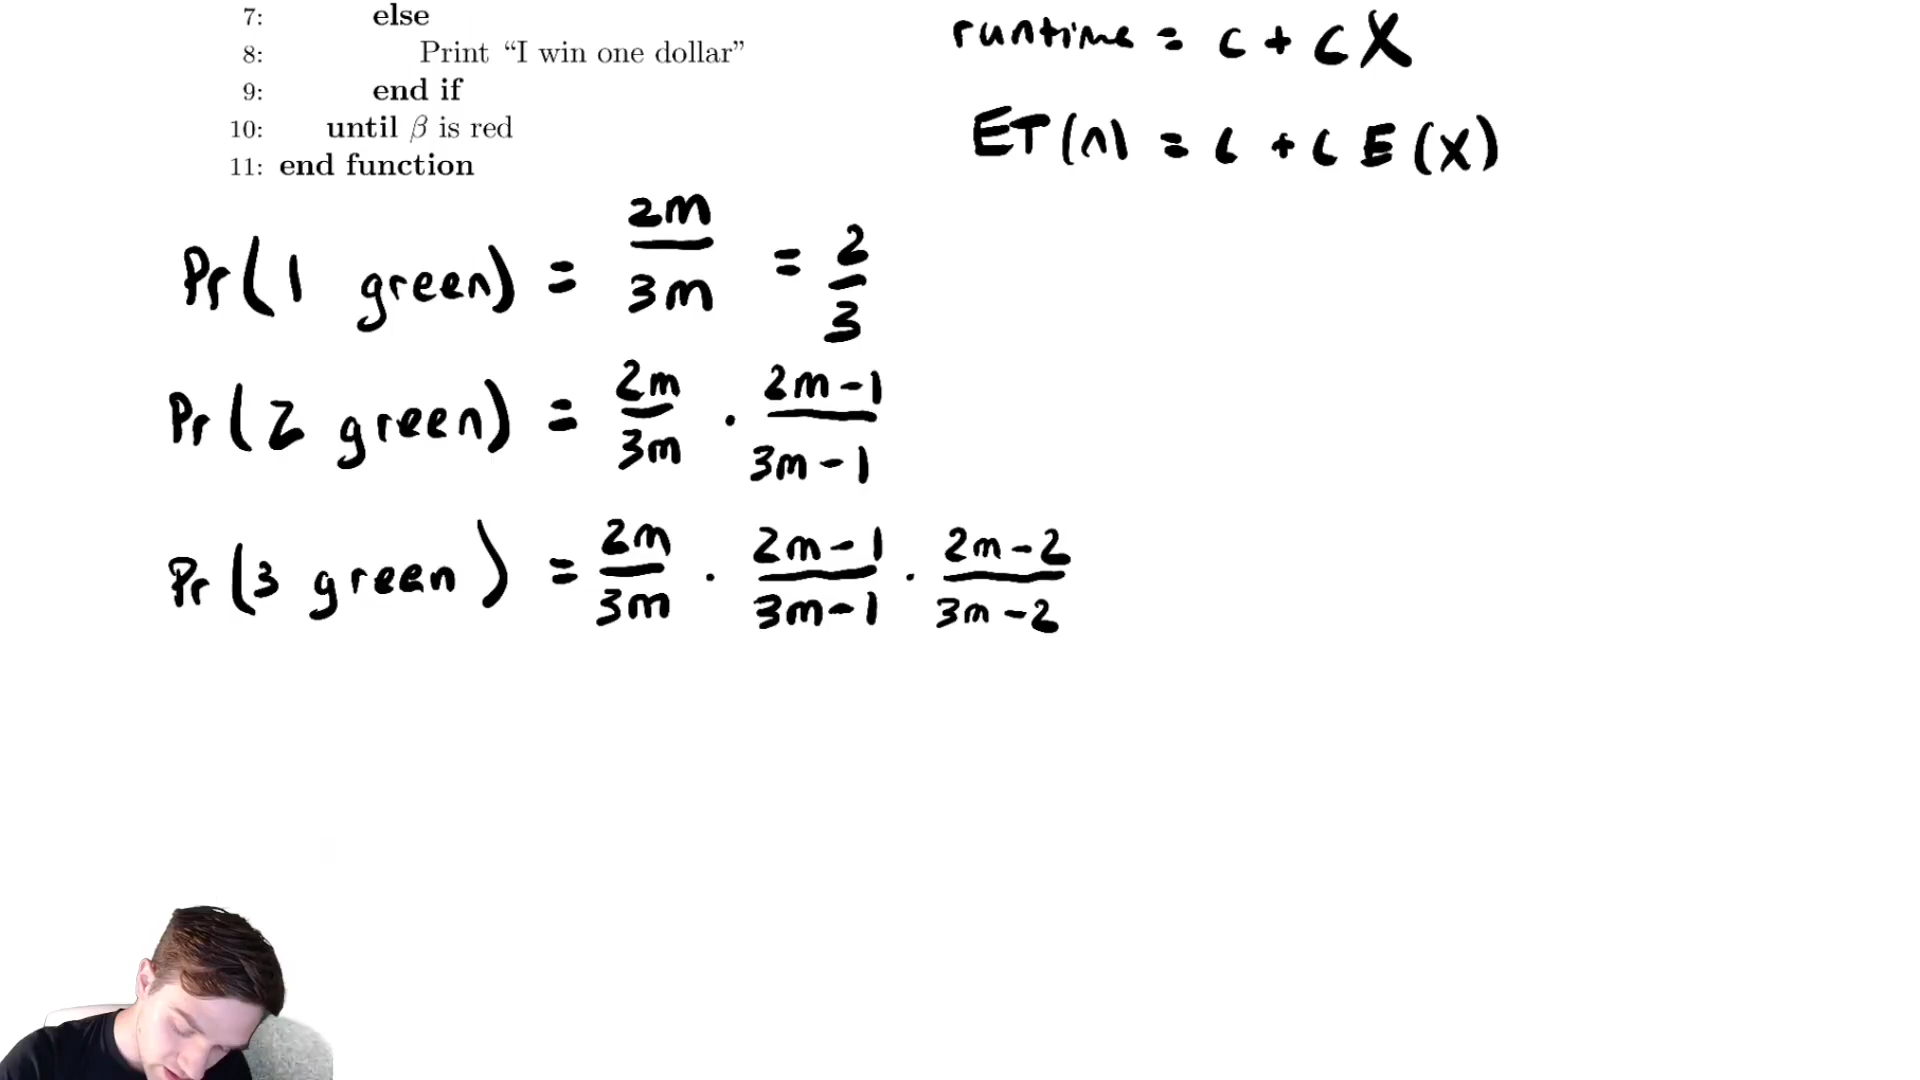 7: else
8: Print “I win one dollar”
9: end if
10: until β is red
11: end function
runtime = c + c X
ET(n) = c + c E(X)
Pr(1 green) = 2m/3m = 2/3
Pr(2 green) = 2m/3m · 2m-1/3m-1
Pr(3 green) = 2m/3m · 2m-1/3m-1 · 2m-2/3m-2